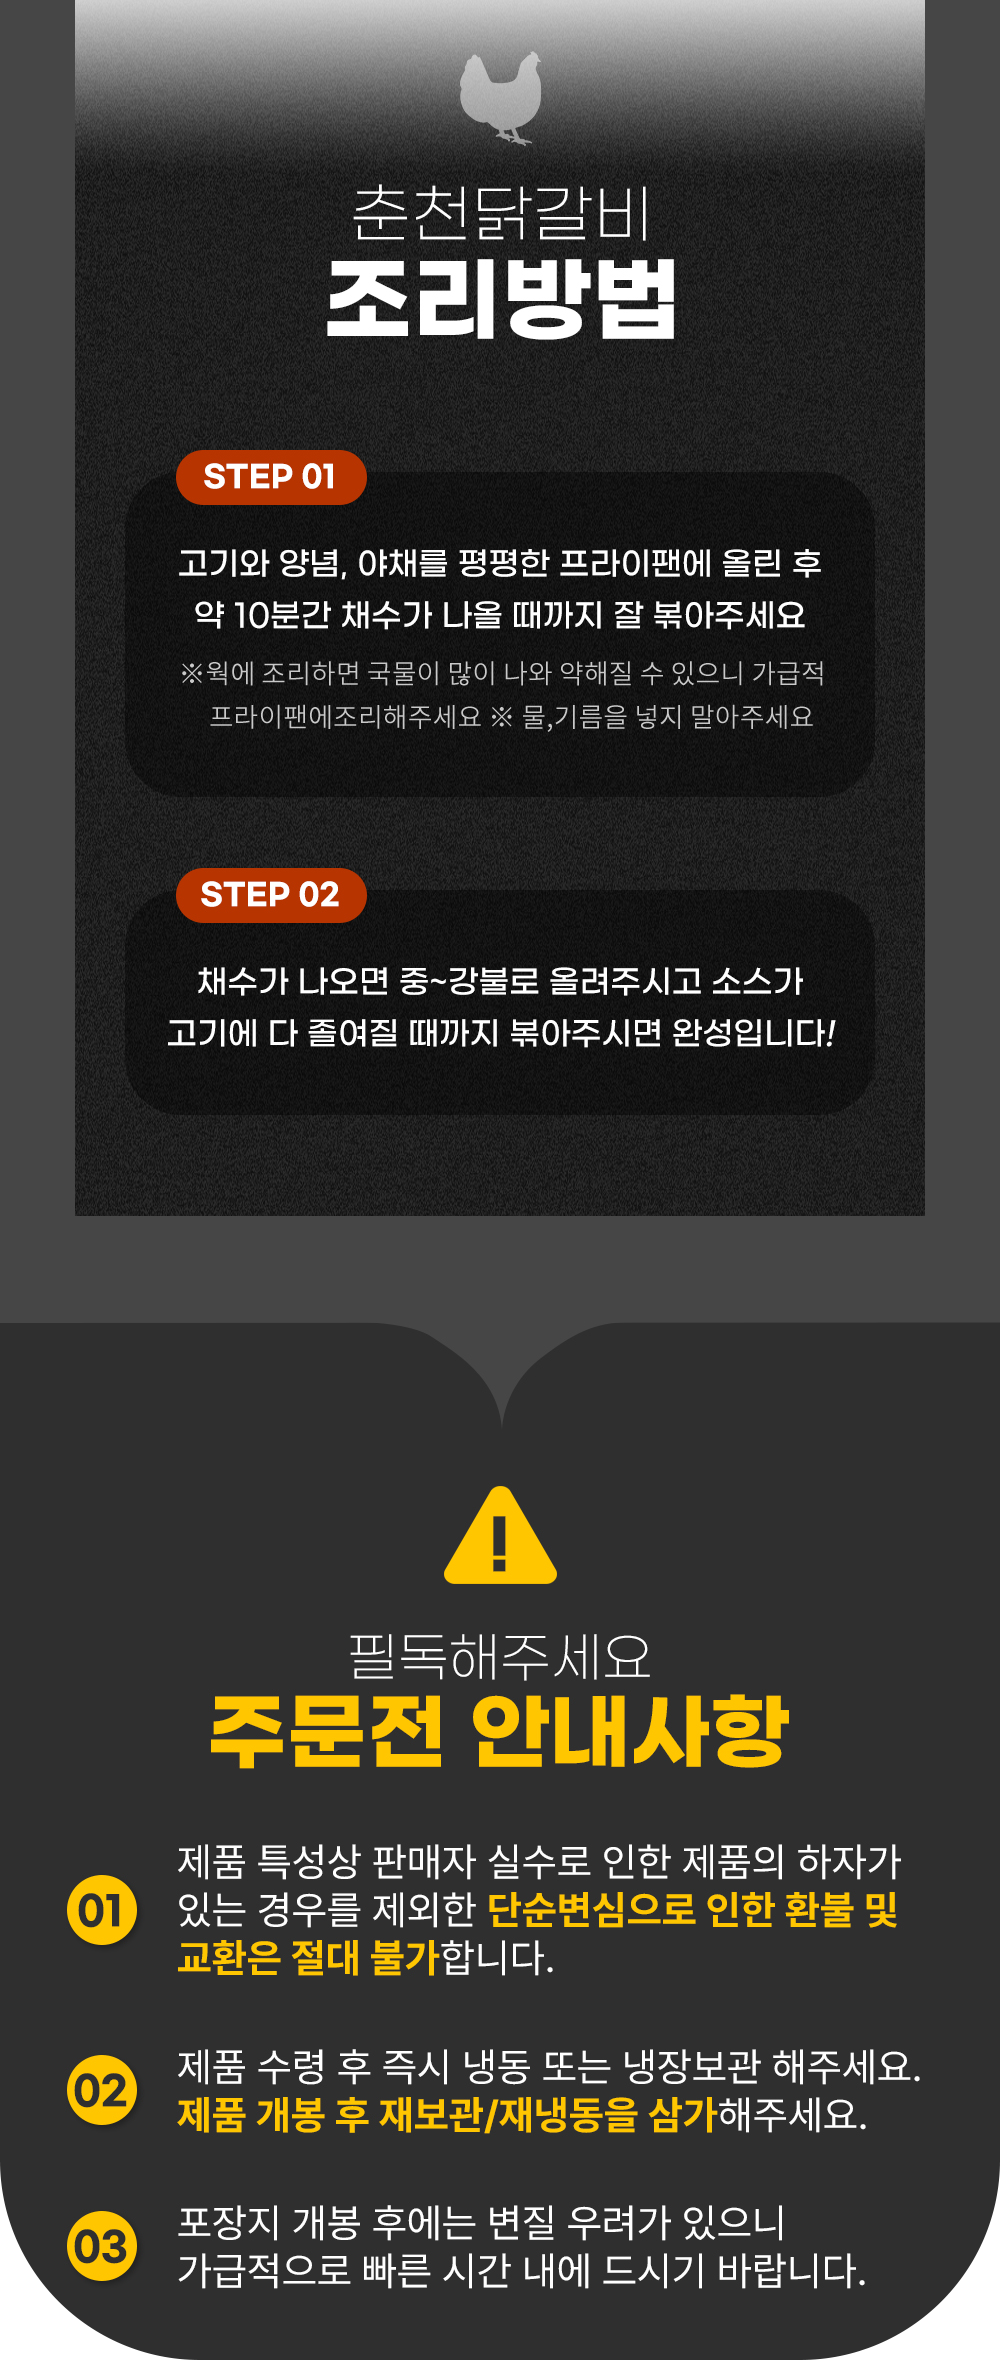 춘천닭갈비
조리방법
STEP 01
고기와 양념, 야채를 평평한 프라이팬에 올린 후
약 10분간 채수가 나올 때까지 잘 볶아주세요
※웍에 조리하면 국물이 많이 나와 약해질 수 있으니 가급적
프라이팬에조리해주세요 ※ 물,기름을 넣지 말아주세요
STEP 02
채수가 나오면 중~강불로 올려주시고 소스가
고기에 다 졸여질 때까지 볶아주시면 완성입니다!
필독해주세요
주문전 안내사항
01
제품 특성상 판매자 실수로 인한 제품의 하자가
있는 경우를 제외한 단순변심으로 인한 환불 및
교환은 절대 불가합니다.
02
제품 수령 후 즉시 냉동 또는 냉장보관 해주세요.
제품 개봉 후 재보관/재냉동을 삼가해주세요.
03
포장지 개봉 후에는 변질 우려가 있으니
가급적으로 빠른 시간 내에 드시기 바랍니다.